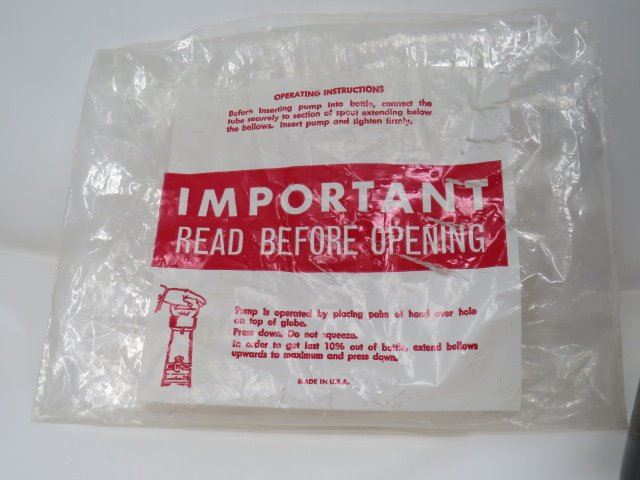 OPERATING INSTRUCTIONS
Before inserting pump into bottle, connect the
tube securely to section of spout extending below
the bellows. Insert pump and tighten firmly.
IMPORTANT
READ BEFORE OPENING
Pump is operated by placing palm of hand over hole
on top of globe.
Press down. Do not squeeze.
In order to get last 10% out of bottle, extend bellows
upwards to maximum and press down.
MADE IN U.S.A.